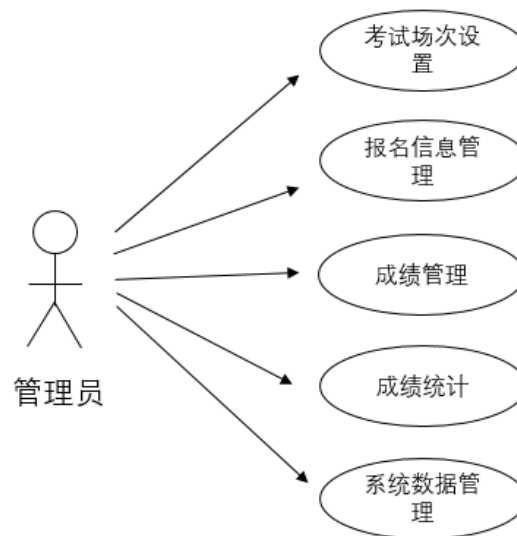 考试场次设
置
报名信息管
理
成绩管理
管理员
成绩统计
系统数据管
理